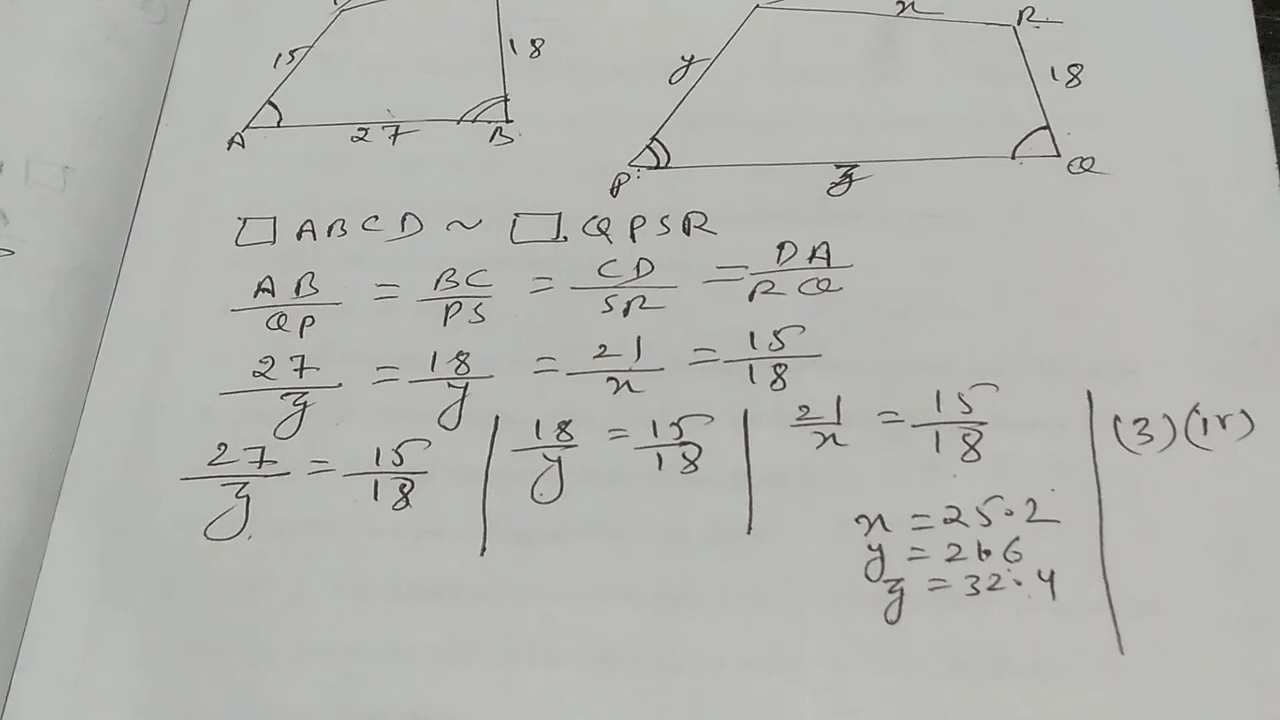 x
R
15
18
y
18
A
27
B
P
z
Q
□ ABCD ~ □ QPSR
AB/QP = BC/PS = CD/SR = DA/RQ
27/z = 18/y = 21/x = 15/18
27/z = 15/18 | 18/y = 15/18 | 21/x = 15/18 | (3)(iv)
x = 25.2
y = 21.6
z = 32.4